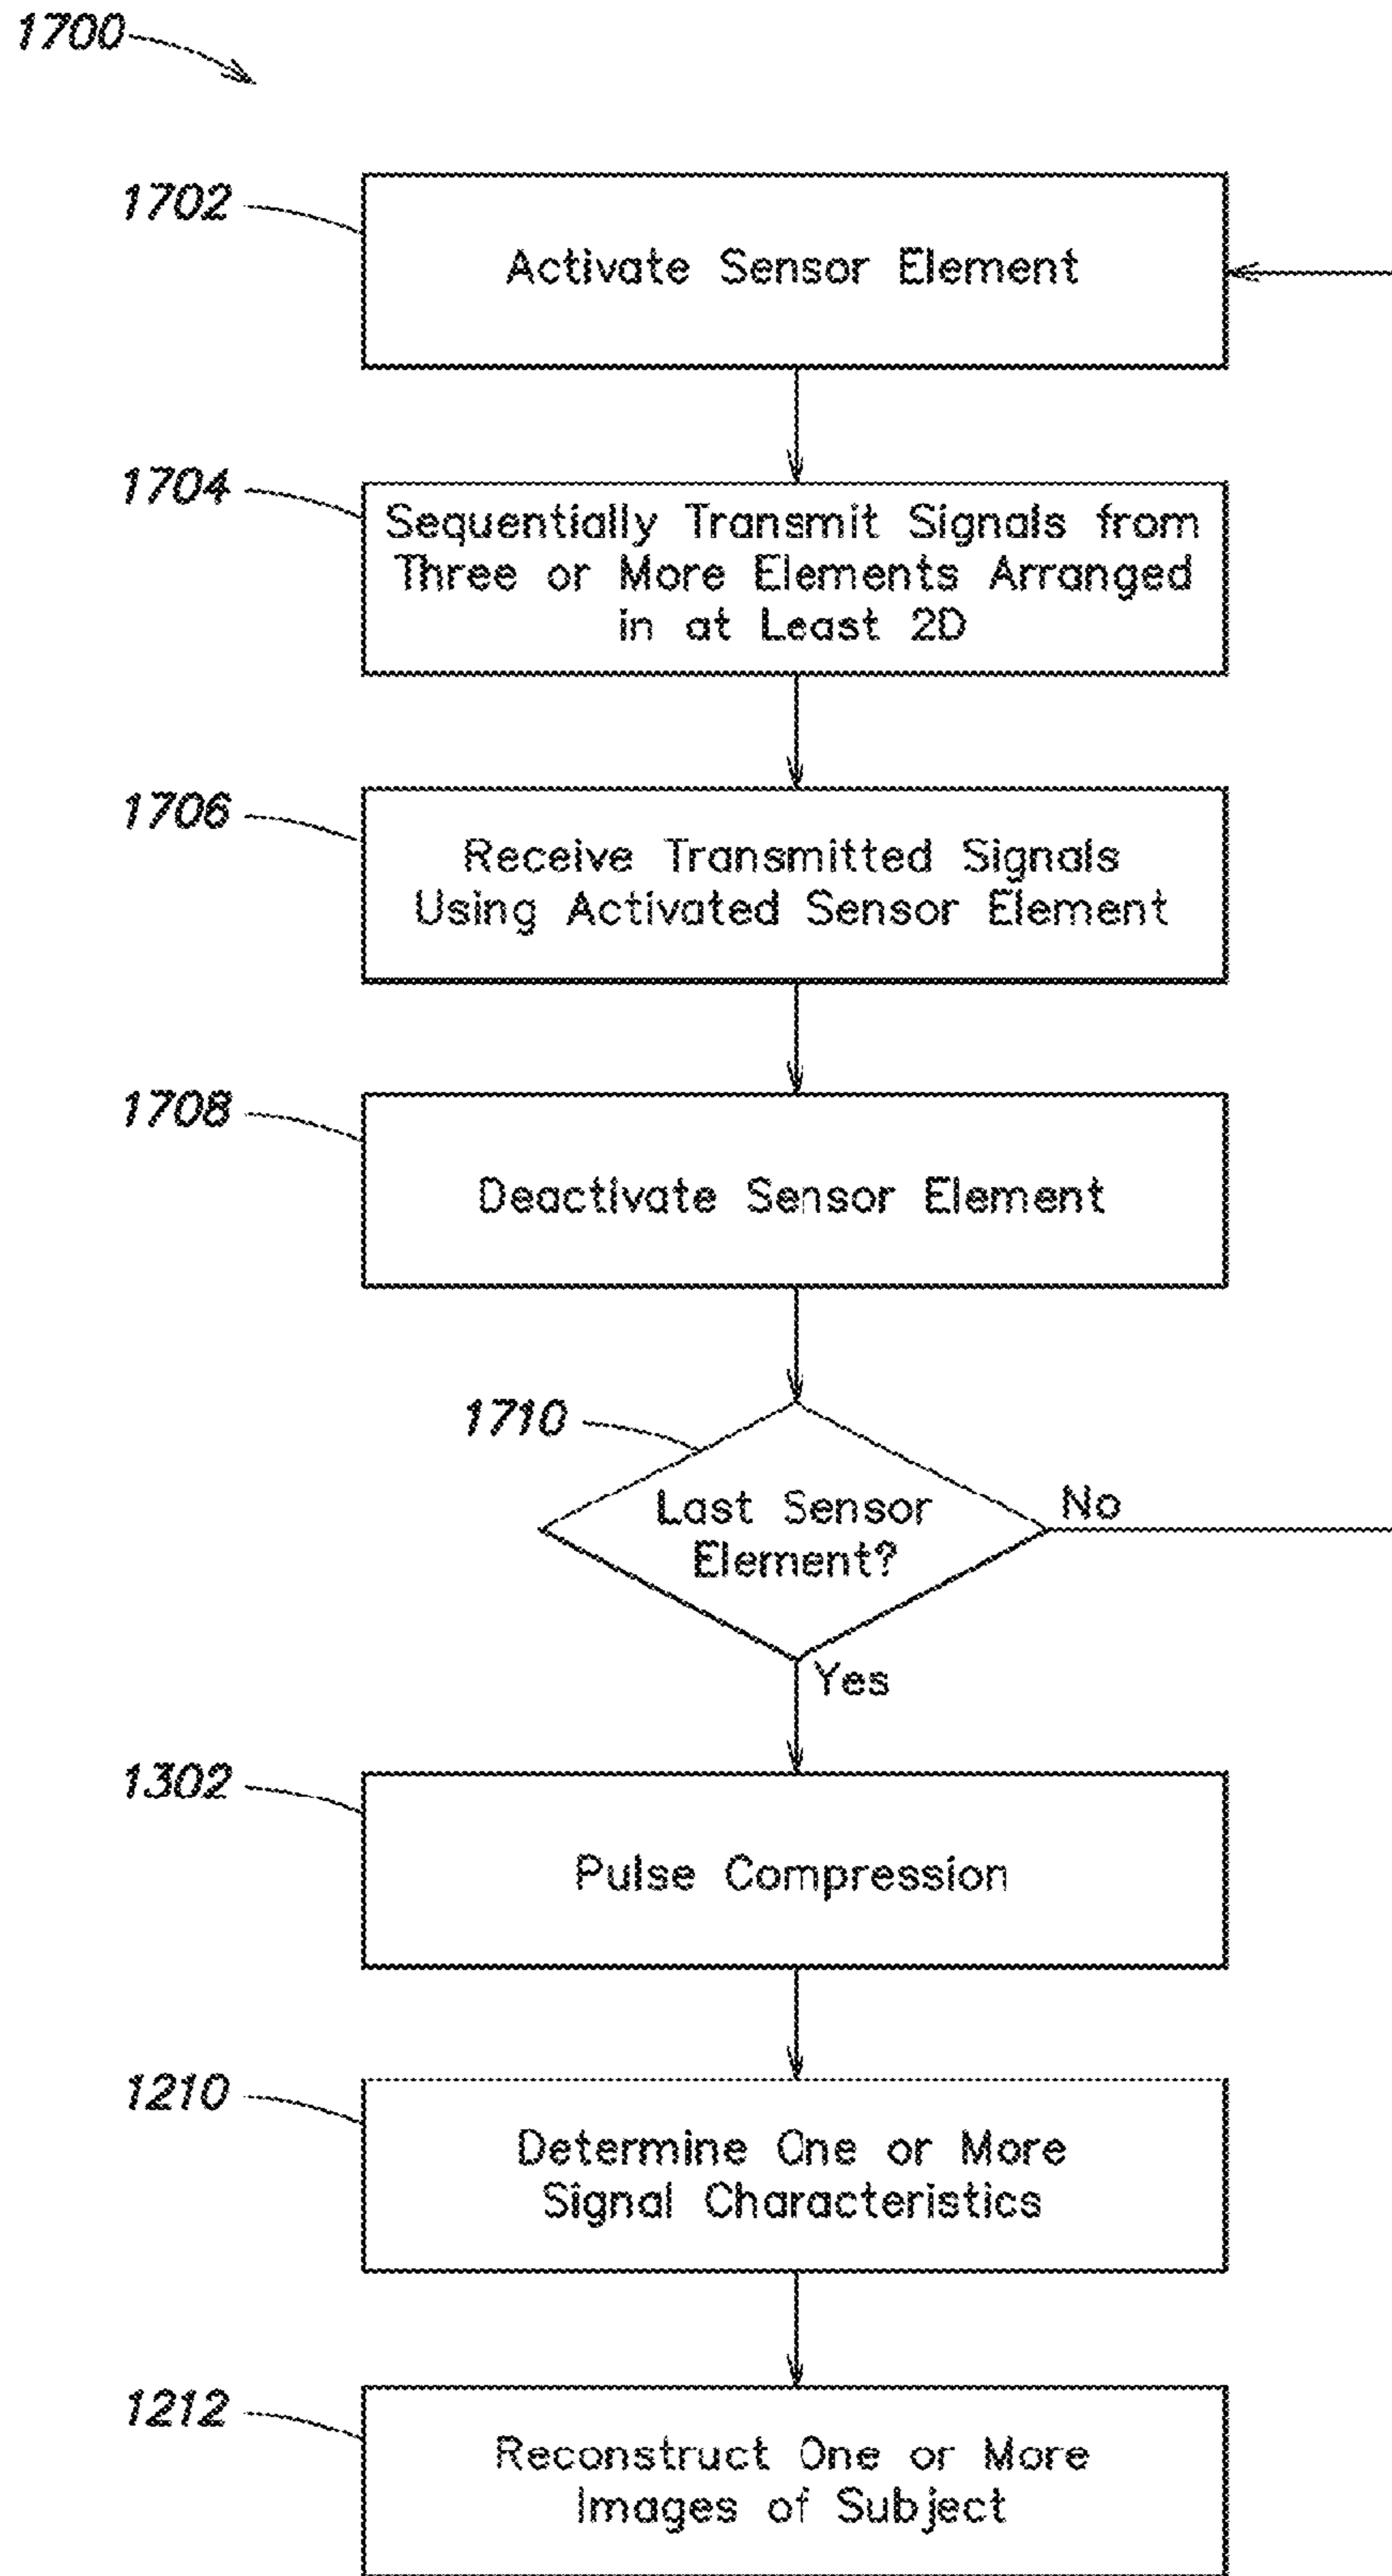 1700
1702
Activate Sensor Element
1704
Sequentially Transmit Signals from
Three or More Elements Arranged
in at Least 2D
1706
Receive Transmitted Signals
Using Activated Sensor Element
1708
Deactivate Sensor Element
1710
Last Sensor
Element?
No
Yes
1302
Pulse Compression
1210
Determine One or More
Signal Characteristics
1212
Reconstruct One or More
Images of Subject